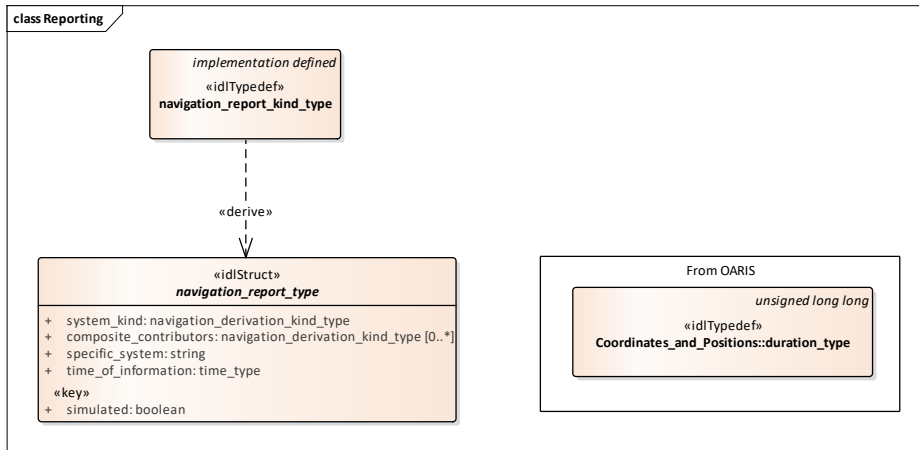 class Reporting
implementation defined
«idlTypedef»
navigation_report_kind_type
«derive»
«idlStruct»
navigation_report_type
+ system_kind: navigation_derivation_kind_type
+ composite_contributors: navigation_derivation_kind_type [0..*]
+ specific_system: string
+ time_of_information: time_type
«key»
+ simulated: boolean
From OARIS
unsigned long long
«idlTypedef»
Coordinates_and_Positions::duration_type